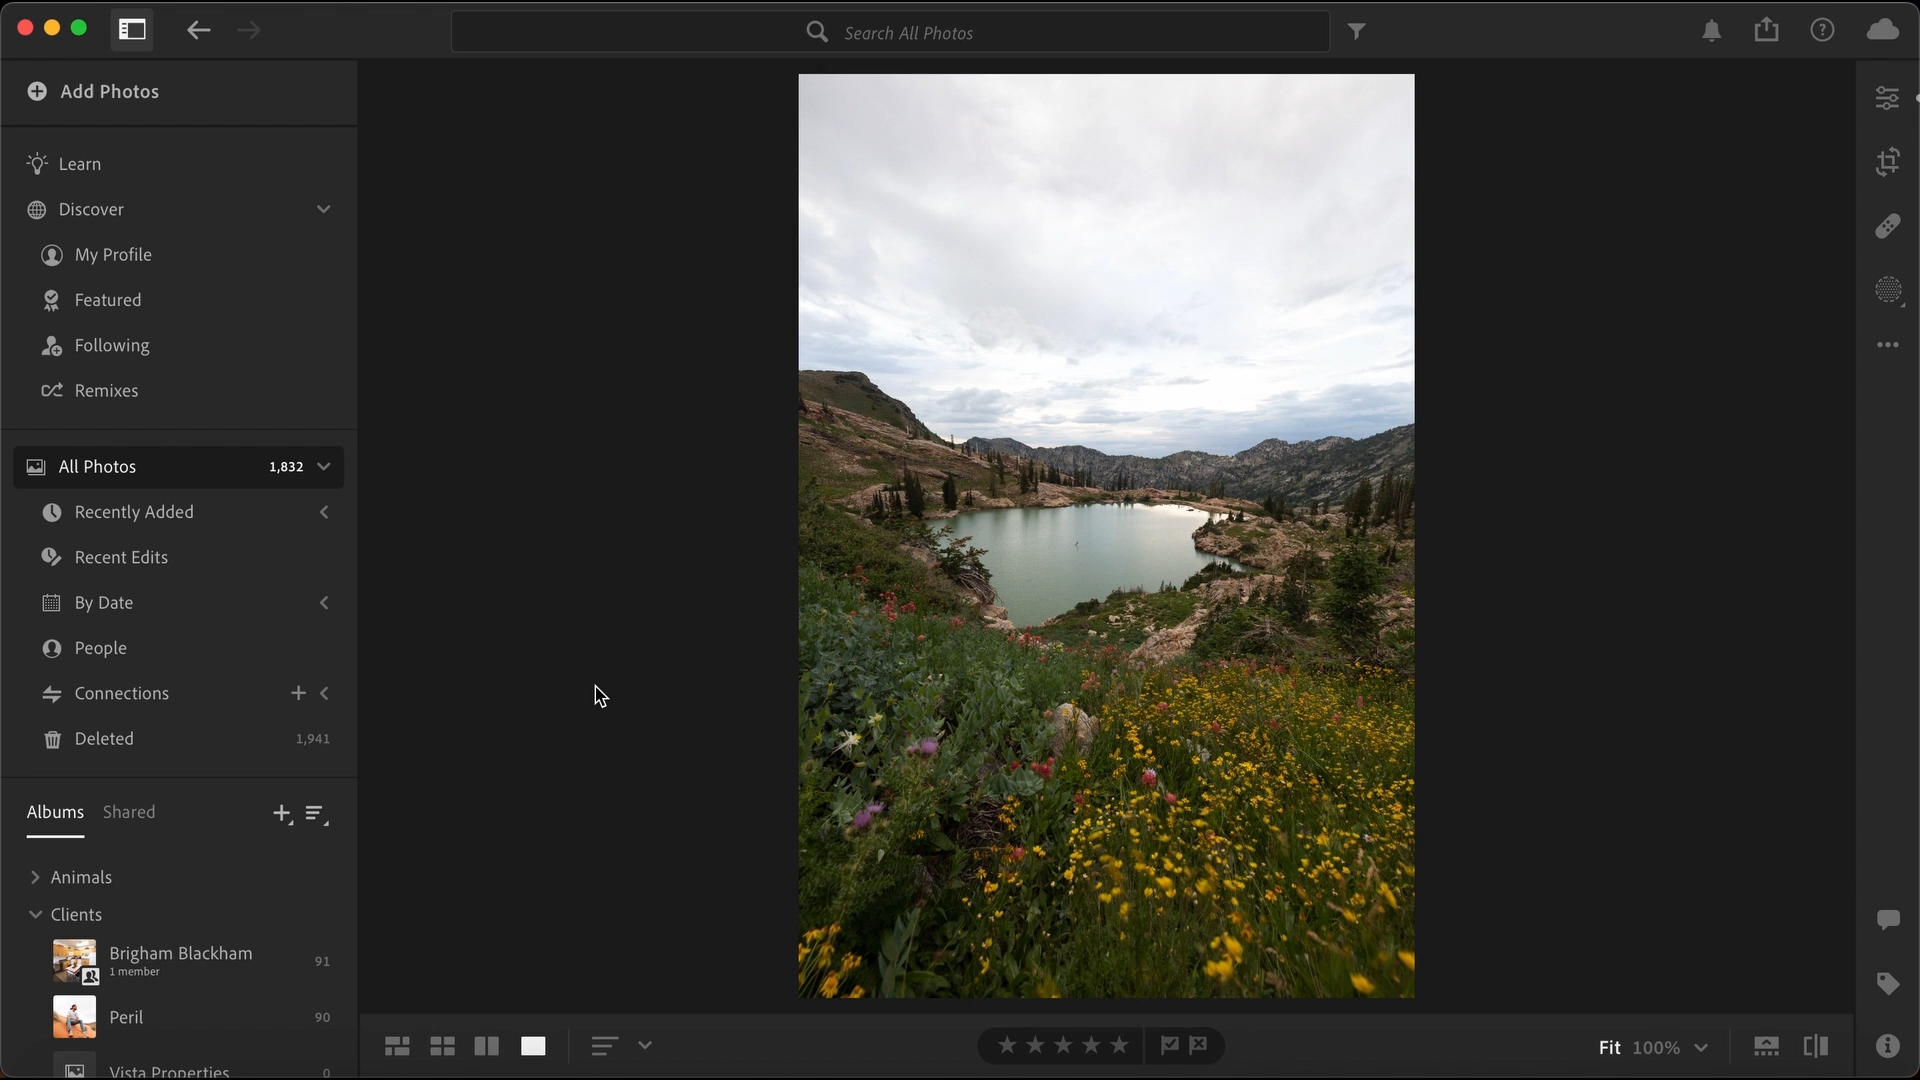 Search All Photos
Add Photos
Learn
Discover
My Profile
Featured
Following
Remixes
All Photos 1,832
Recently Added
Recent Edits
By Date
People
Connections
Deleted 1,941
Albums Shared
Animals
Clients
Brigham Blackham 91
1 member
Peril 90
Vista Properties 0
Fit 100%